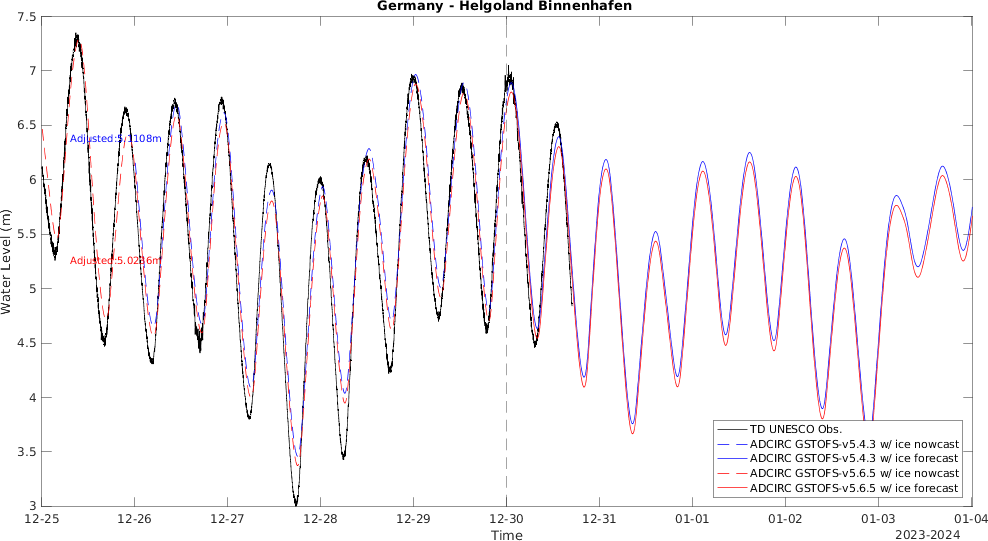 Germany - Helgoland Binnenhafen
Water Level (m)
7.5
7
6.5
6
5.5
5
4.5
4
3.5
3
Adjusted:5.1108m
Adjusted:5.0236m
TD UNESCO Obs.
ADCIRC GSTOFS-v5.4.3 w/ ice nowcast
ADCIRC GSTOFS-v5.4.3 w/ ice forecast
ADCIRC GSTOFS-v5.6.5 w/ ice nowcast
ADCIRC GSTOFS-v5.6.5 w/ ice forecast
12-25 12-26 12-27 12-28 12-29 12-30 12-31 01-01 01-02 01-03 01-04
Time
2023-2024